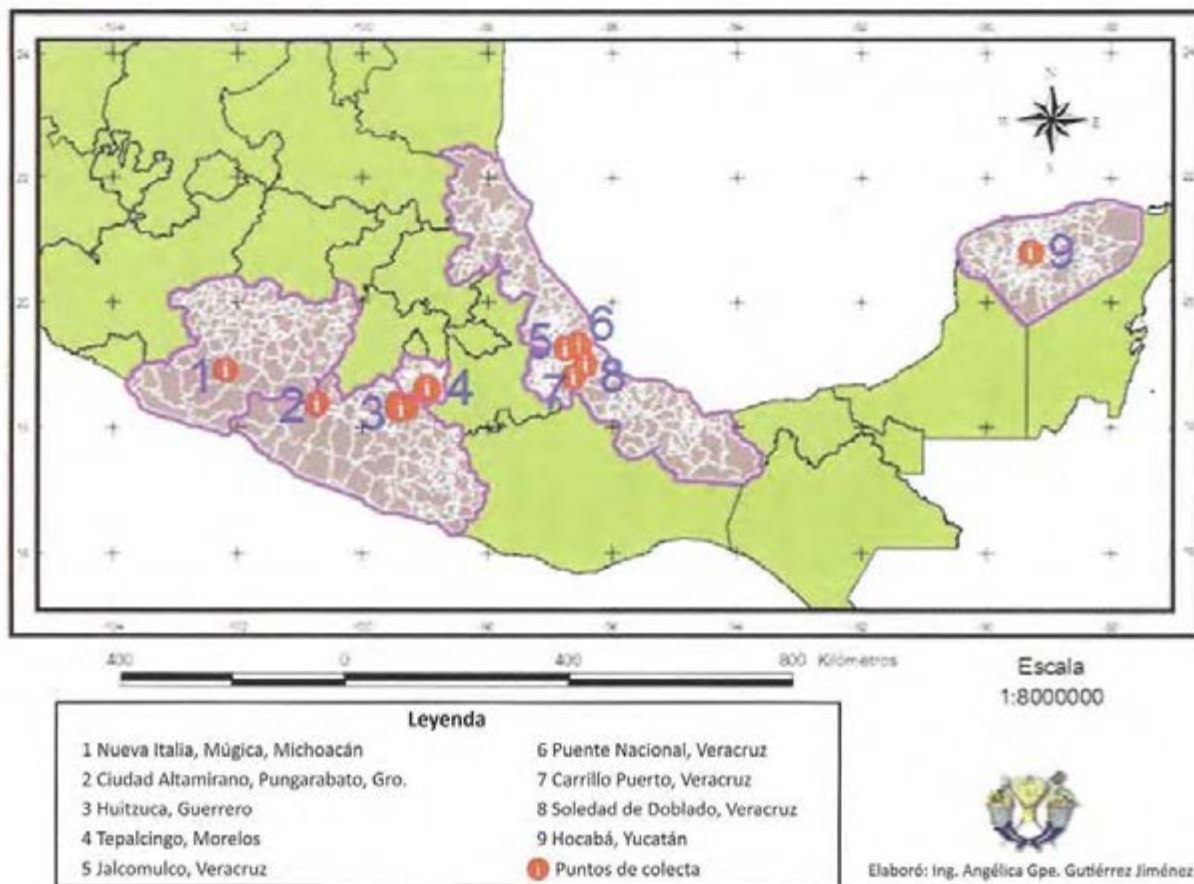 5
6
7
8
9
1
2
3
4
400 0 400 800 Kilómetros
Escala
1:8000000
Leyenda
1 Nueva Italia, Múgica, Michoacán
2 Ciudad Altamirano, Pungarabato, Gro.
3 Huitzuca, Guerrero
4 Tepalcingo, Morelos
5 Jalcomulco, Veracruz
6 Puente Nacional, Veracruz
7 Carrillo Puerto, Veracruz
8 Soledad de Doblado, Veracruz
9 Hocabá, Yucatán
Puntos de colecta
Elaboró: Ing. Angélica Gpe. Gutiérrez Jiménez